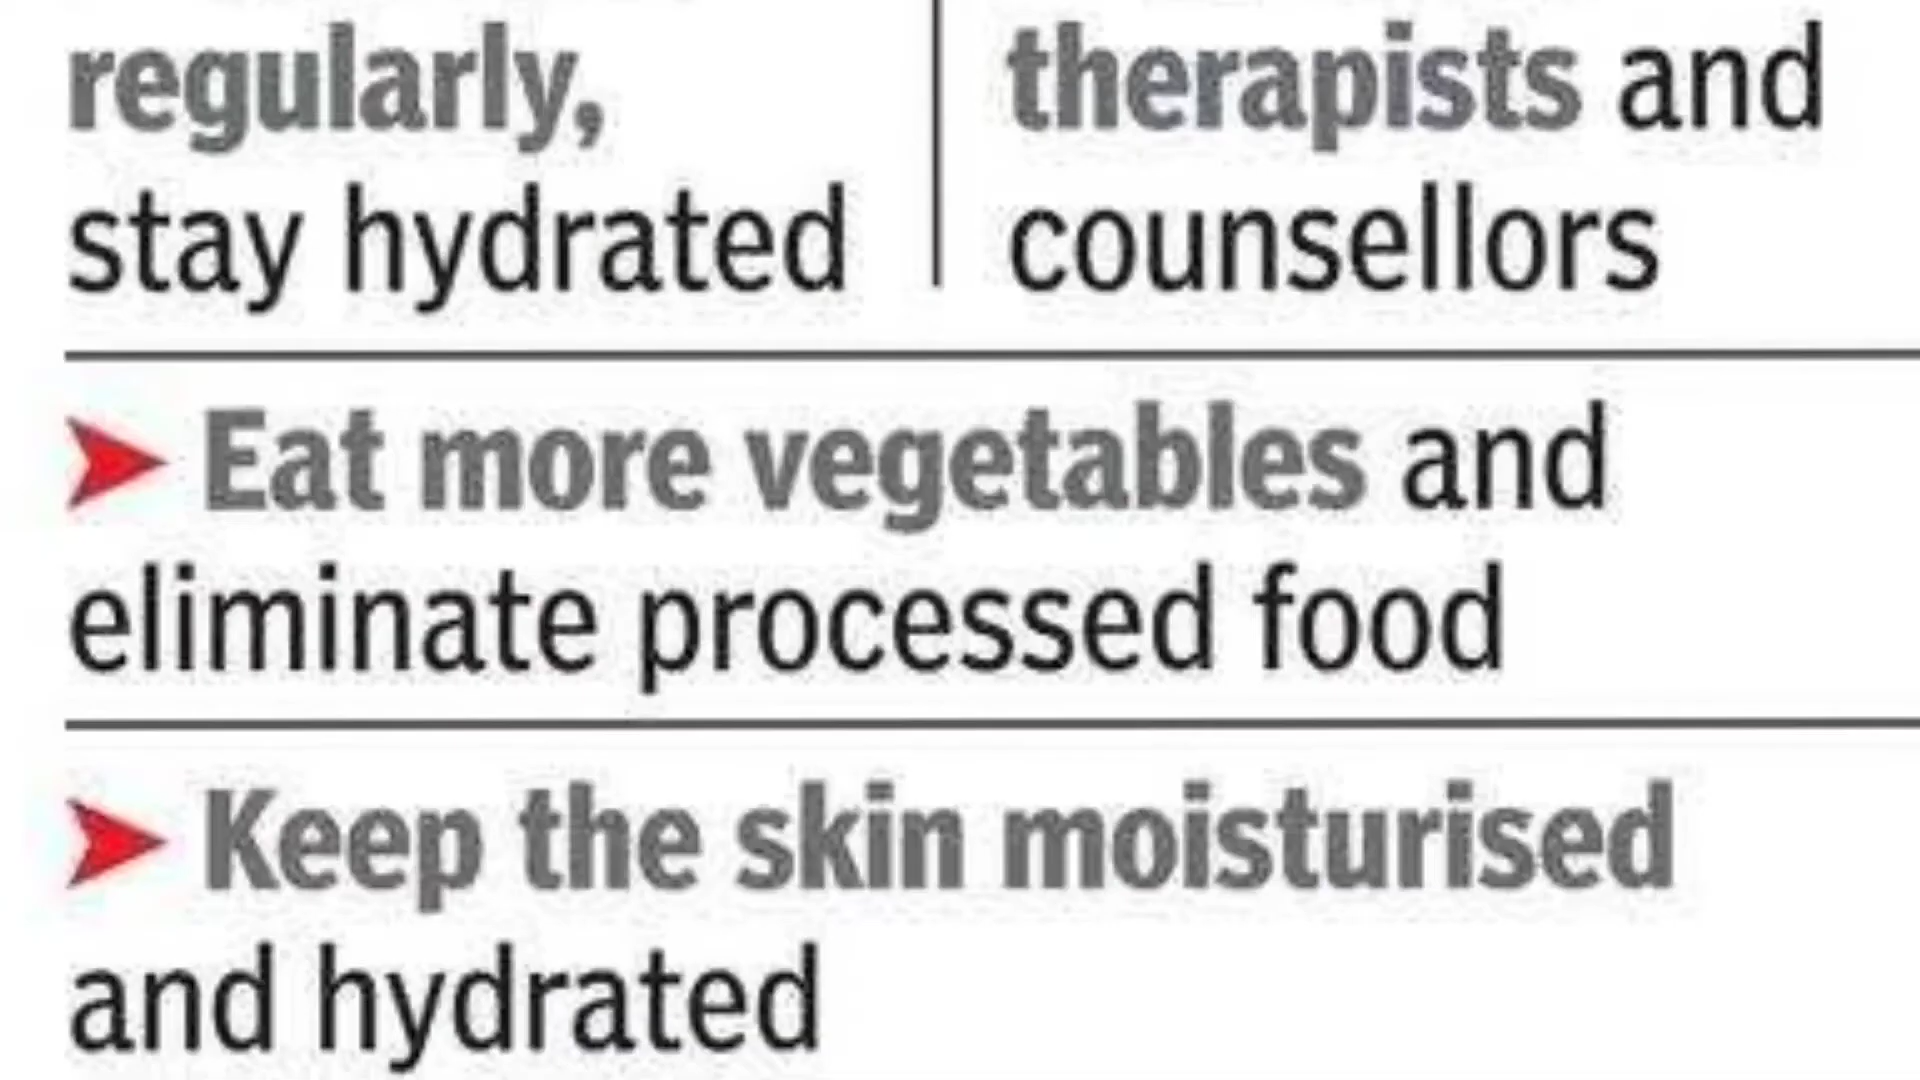 regularly,
stay hydrated
therapists and
counsellors
➤ Eat more vegetables and
eliminate processed food
➤ Keep the skin moisturised
and hydrated